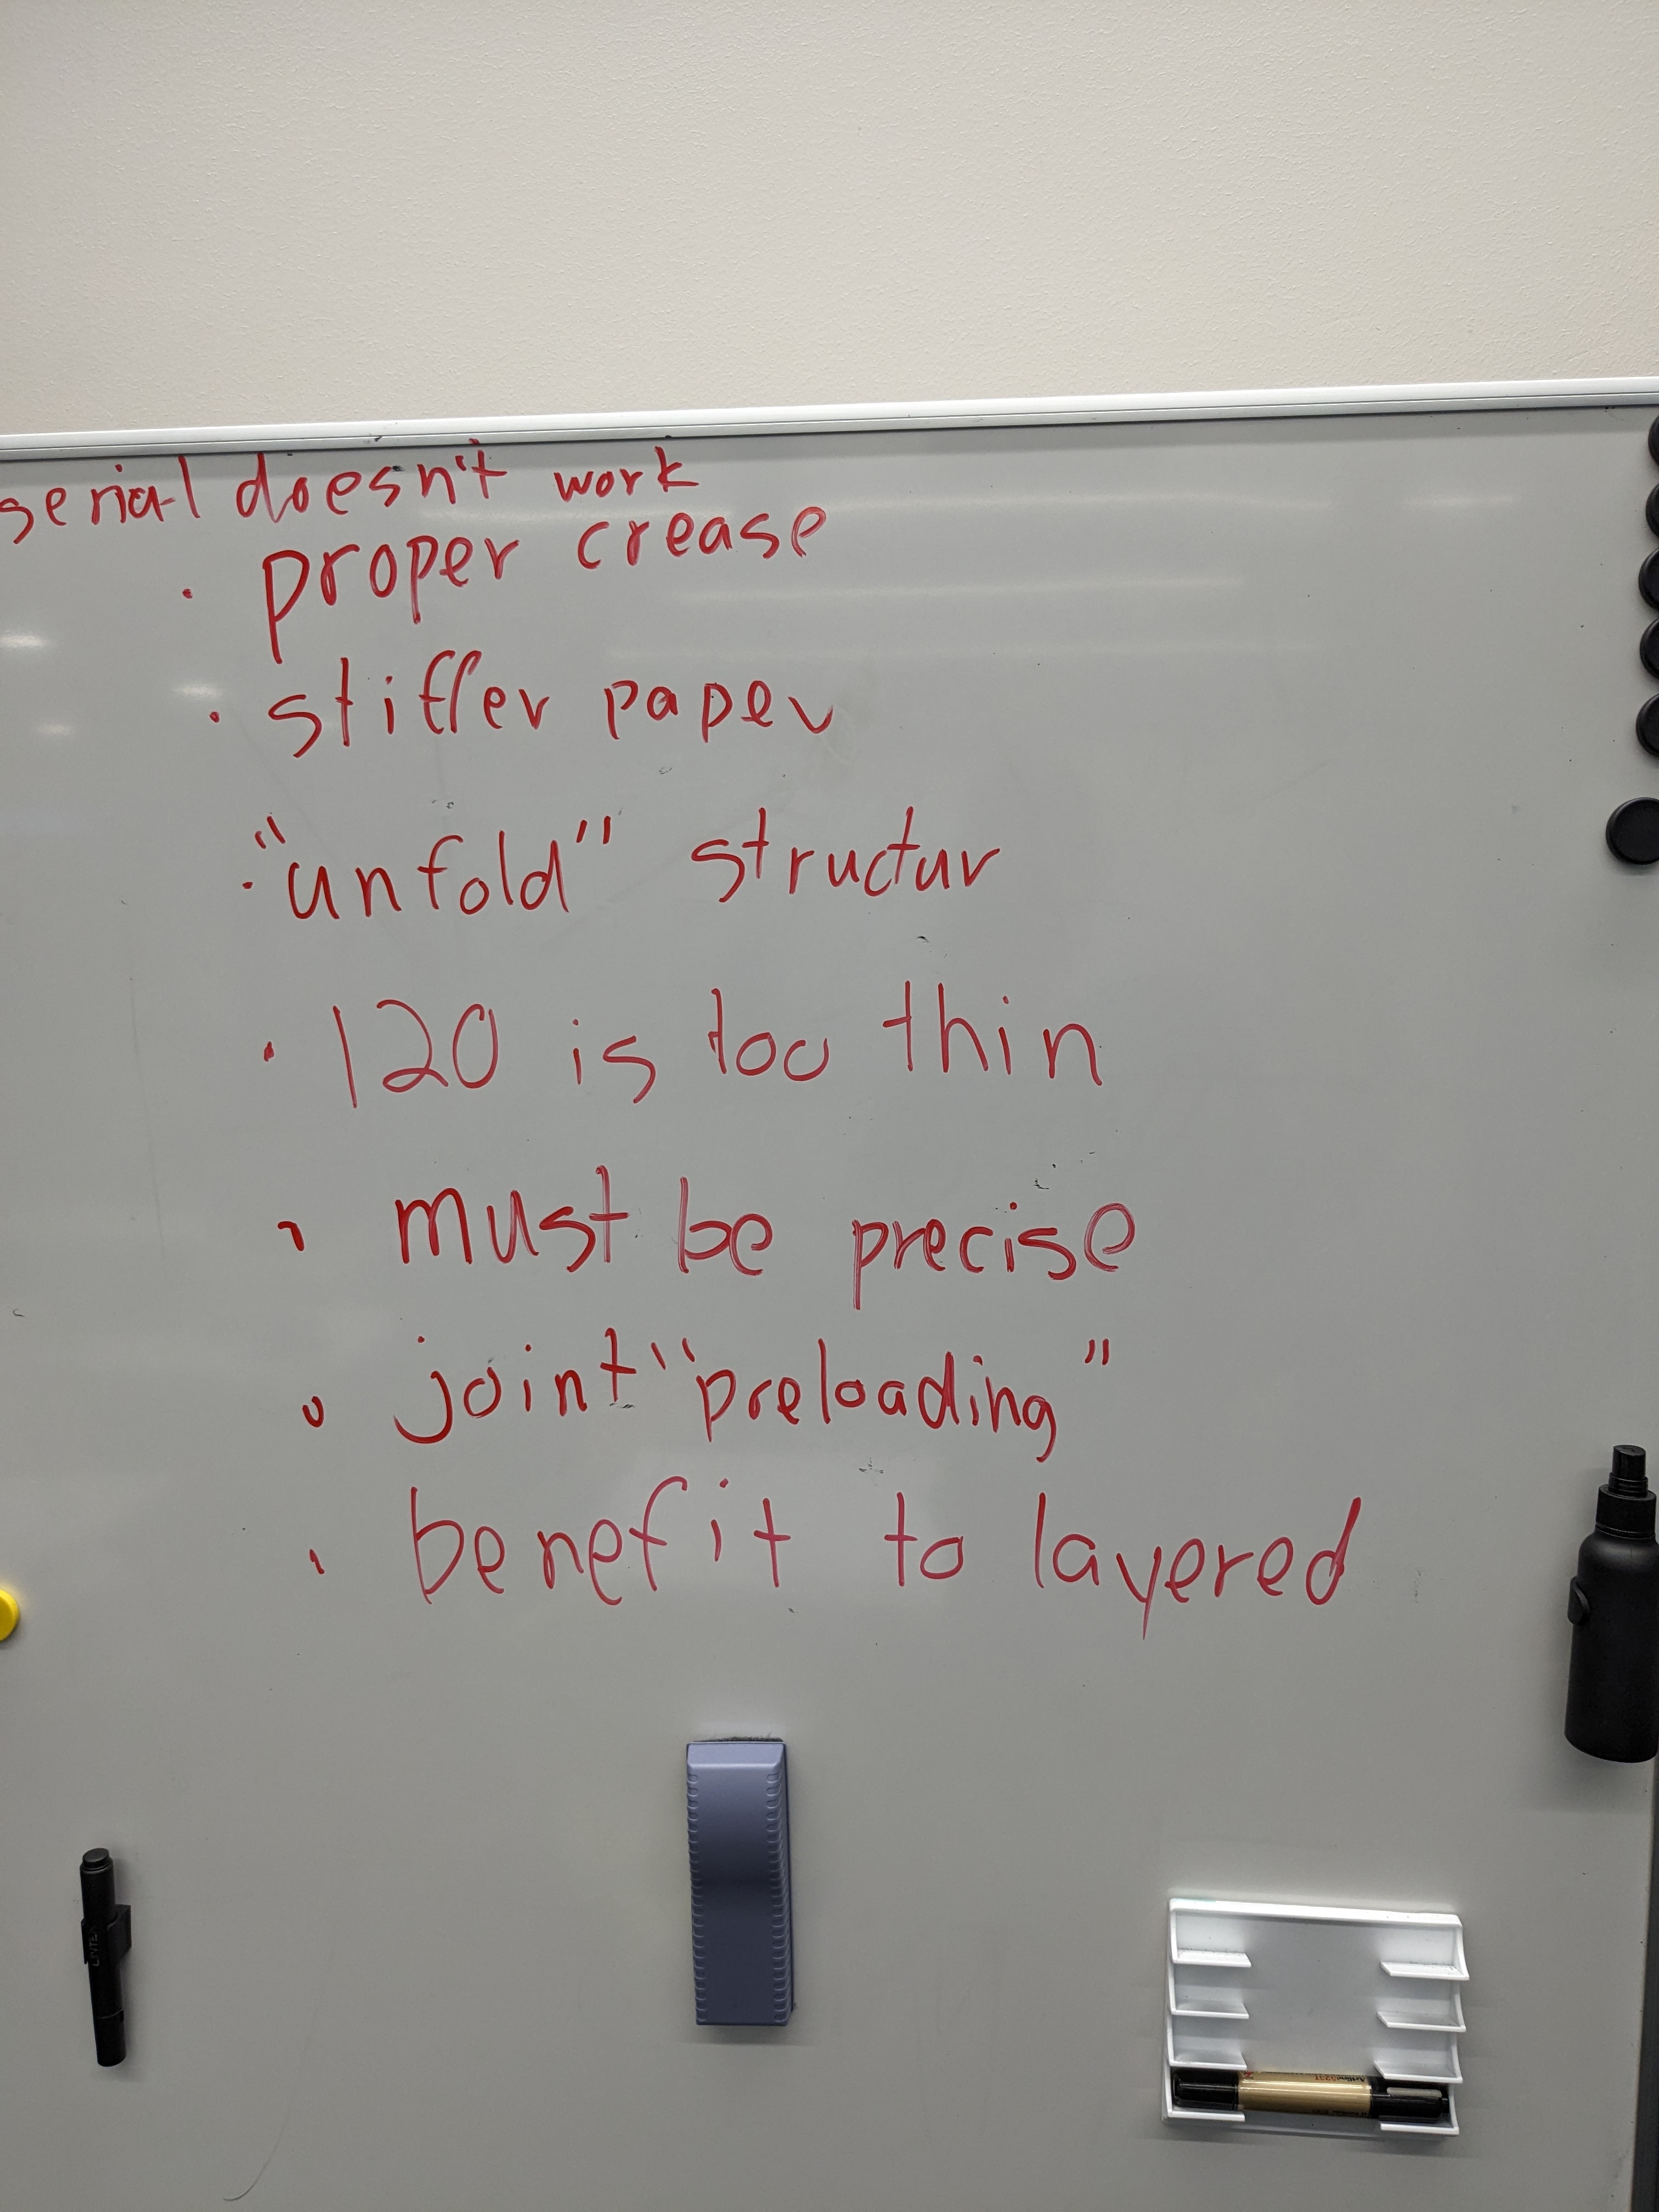 serial doesn't work
· proper crease
· stiffer paper
· "unfold" structur
· 120 is too thin
· must be precise
· joint "preloading"
· benefit to layered